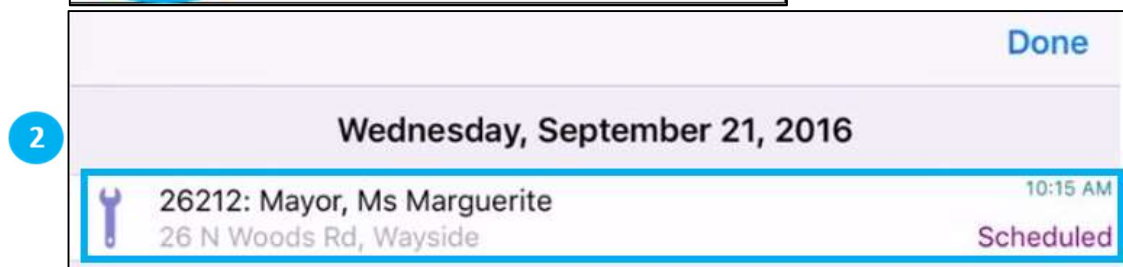 Done
2
Wednesday, September 21, 2016
26212: Mayor, Ms Marguerite
10:15 AM
26 N Woods Rd, Wayside
Scheduled